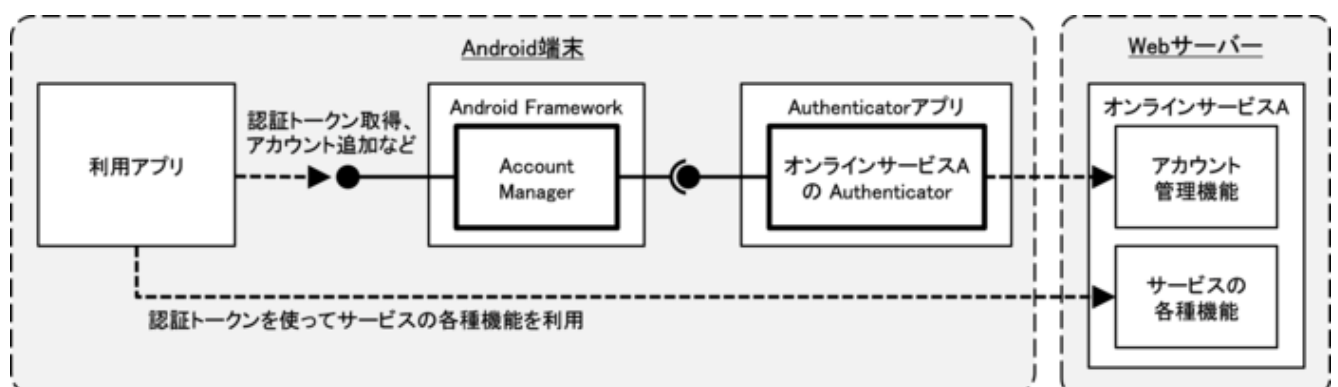 Android端末
Webサーバー
利用アプリ
認証トークン取得、
アカウント追加など
Android Framework
Account
Manager
Authenticatorアプリ
オンラインサービスA
の Authenticator
オンラインサービスA
アカウント
管理機能
サービスの
各種機能
認証トークンを使ってサービスの各種機能を利用